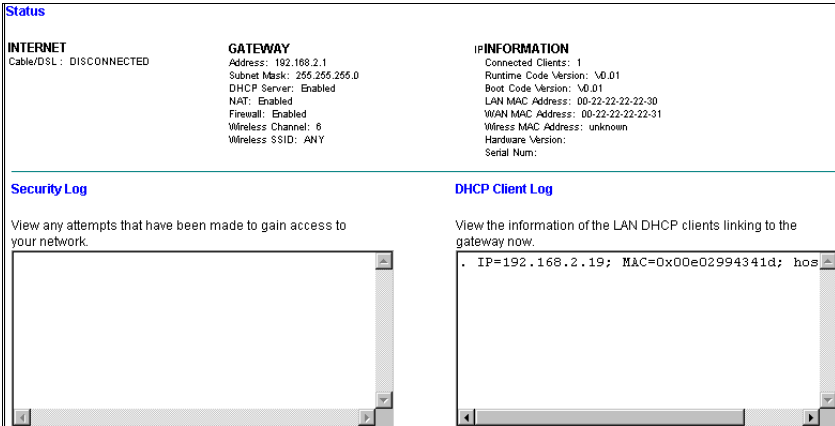 Status
INTERNET
Cable/DSL : DISCONNECTED
GATEWAY
Address: 192.168.2.1
Subnet Mask: 255.255.255.0
DHCP Server: Enabled
NAT: Enabled
Firewall: Enabled
Wireless Channel: 6
Wireless SSID: ANY
IPINFORMATION
Connected Clients: 1
Runtime Code Version: V0.01
Boot Code Version: V0.01
LAN MAC Address: 00-22-22-22-22-30
WAN MAC Address: 00-22-22-22-22-31
Wiress MAC Address: unknown
Hardware Version:
Serial Num:
Security Log
View any attempts that have been made to gain access to
your network.
DHCP Client Log
View the information of the LAN DHCP clients linking to the
gateway now.
. IP=192.168.2.19; MAC=0x00e02994341d; hos